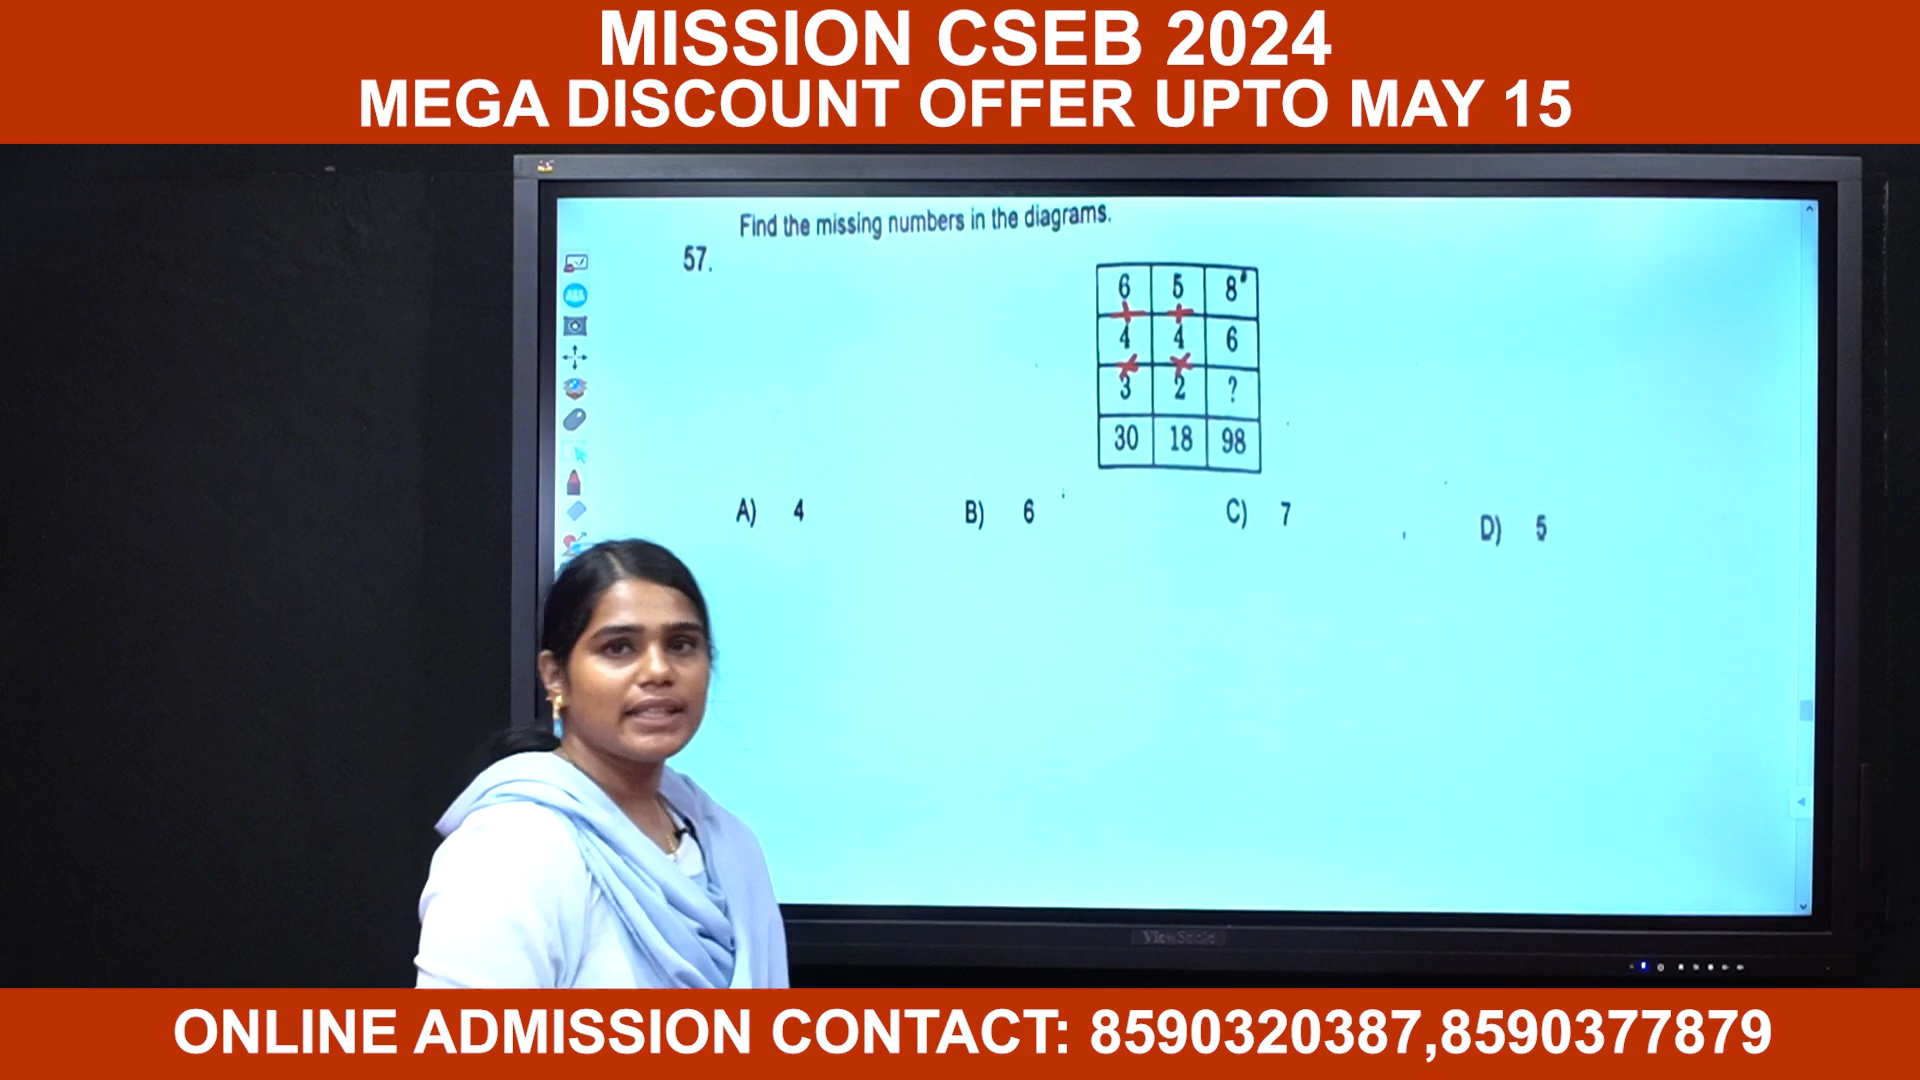 MISSION CSEB 2024
MEGA DISCOUNT OFFER UPTO MAY 15
Find the missing numbers in the diagrams.
57.
6 5 8
+ +
4 4 6
× ×
3 2 ?
30 18 98
A) 4 B) 6 C) 7 D) 5
ViewSonic
ONLINE ADMISSION CONTACT: 8590320387,8590377879